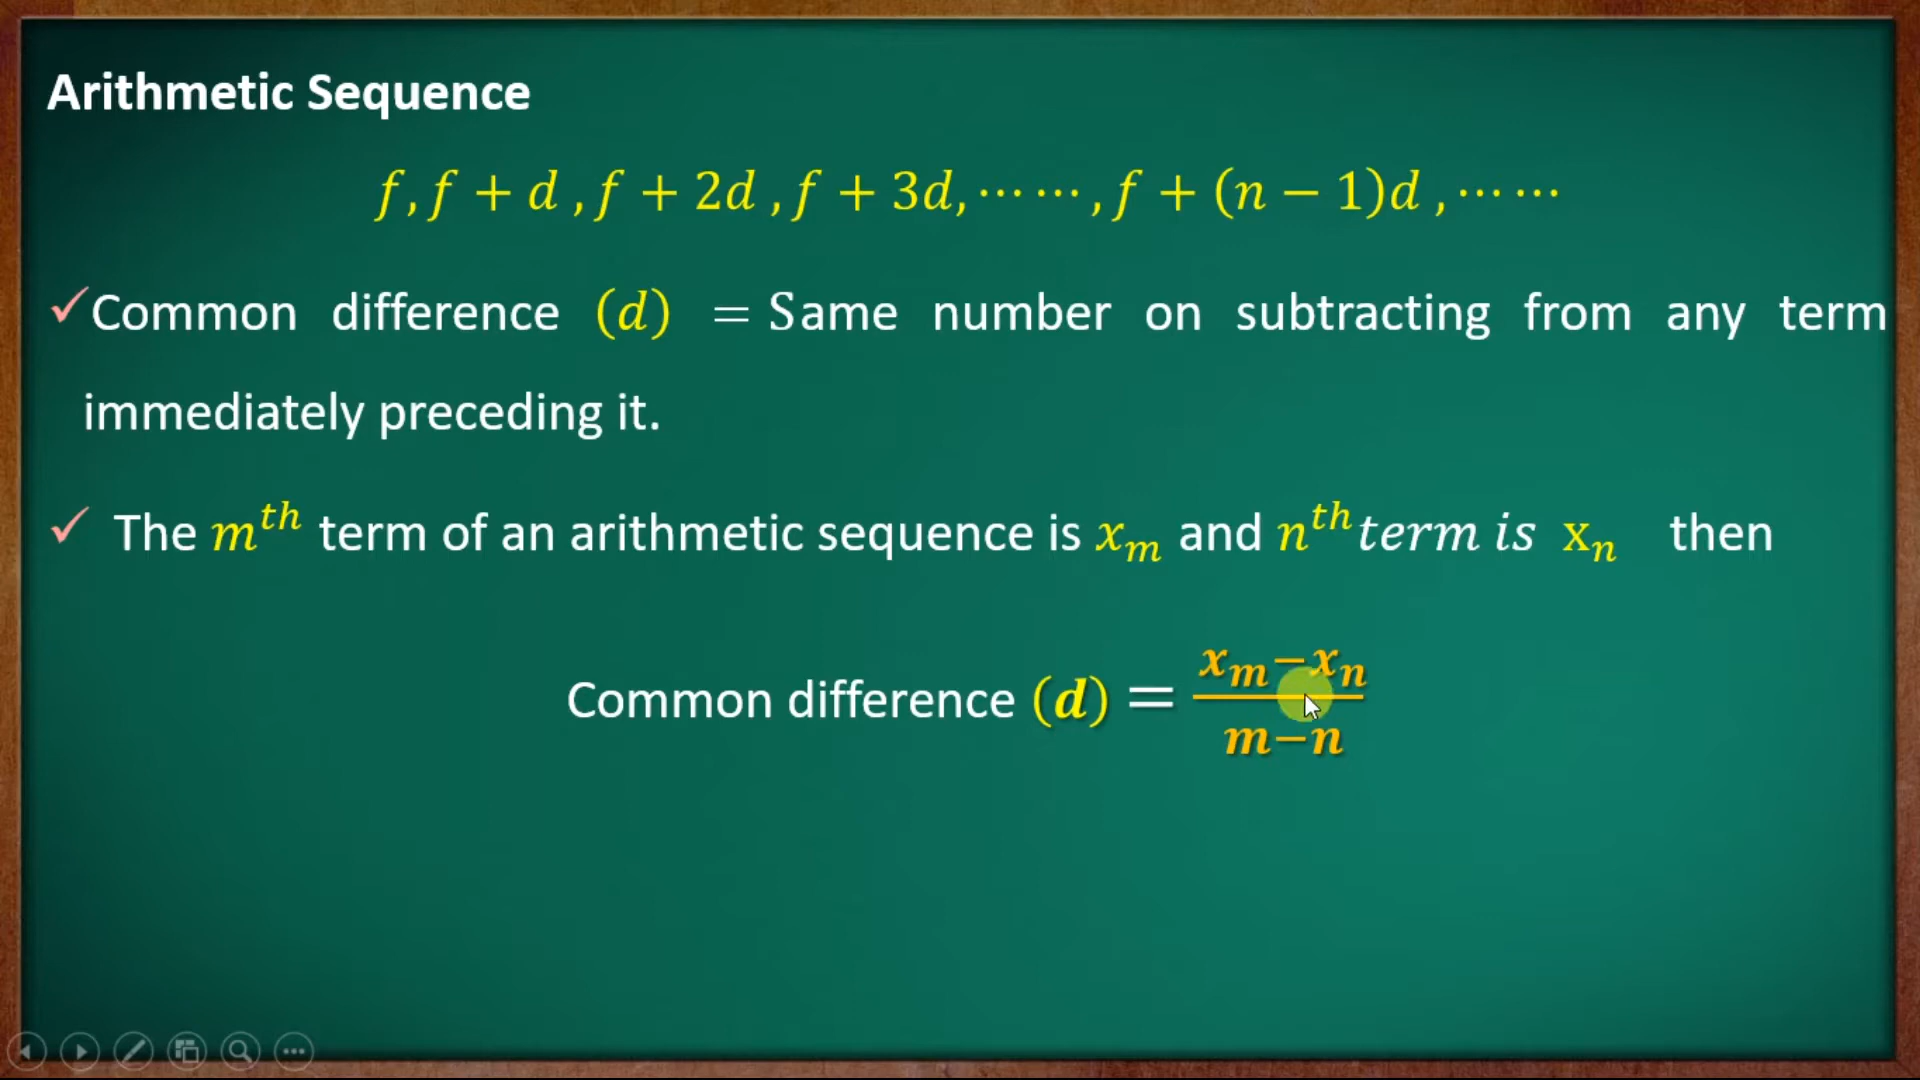 Arithmetic Sequence
f, f + d , f + 2d , f + 3d, ⋯ ⋯ , f + (n − 1)d , ⋯ ⋯
✓Common difference (d) = Same number on subtracting from any term
immediately preceding it.
✓ The mᵗʰ term of an arithmetic sequence is xₘ and nᵗʰ term is xₙ then
Common difference (d) = (xₘ−xₙ)/(m−n)